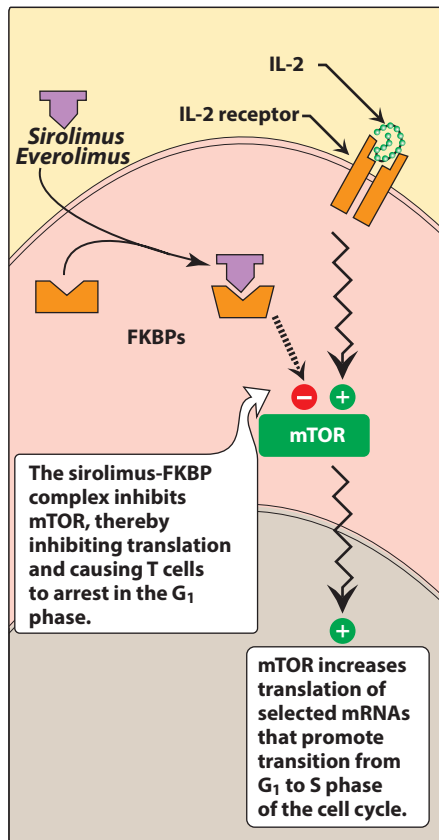 IL-2
IL-2 receptor
Sirolimus
Everolimus
FKBPs
−
+
mTOR
The sirolimus-FKBP
complex inhibits
mTOR, thereby
inhibiting translation
and causing T cells
to arrest in the G₁
phase.
+
mTOR increases
translation of
selected mRNAs
that promote
transition from
G₁ to S phase
of the cell cycle.